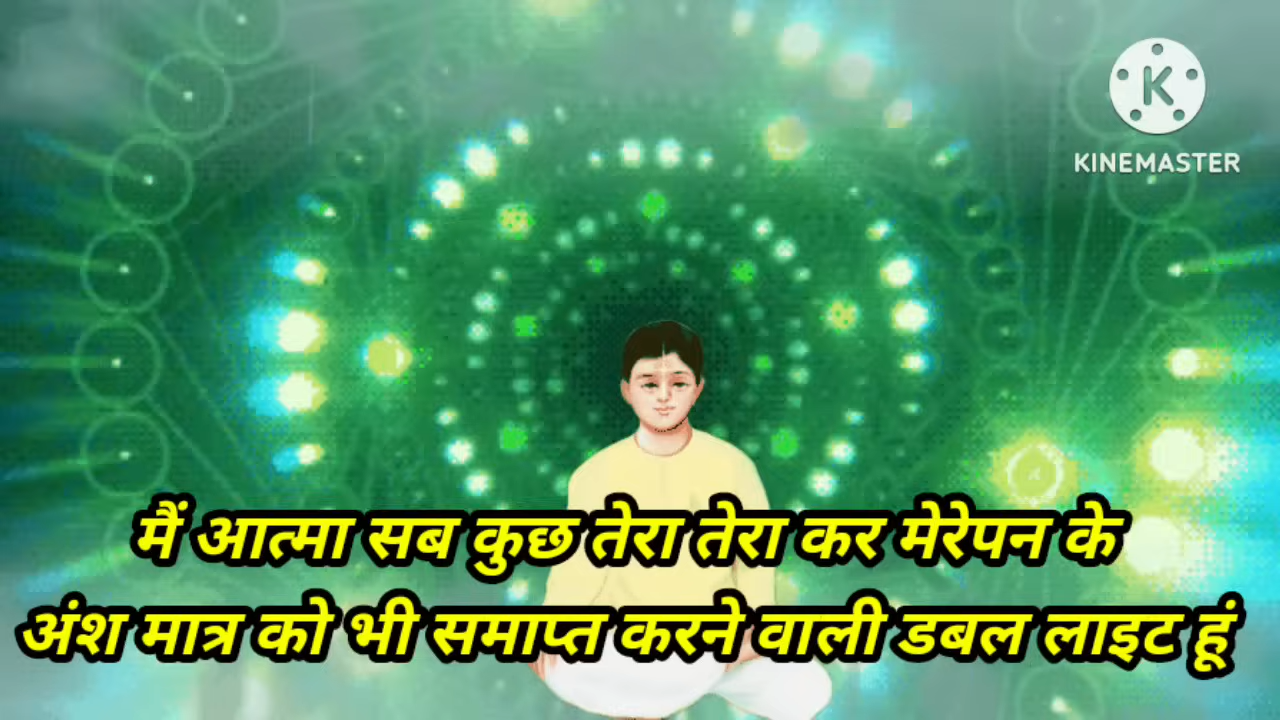 K
KINEMASTER
मैं आत्मा सब कुछ तेरा तेरा कर मेरेपन के
अंश मात्र को भी समाप्त करने वाली डबल लाइट हूं